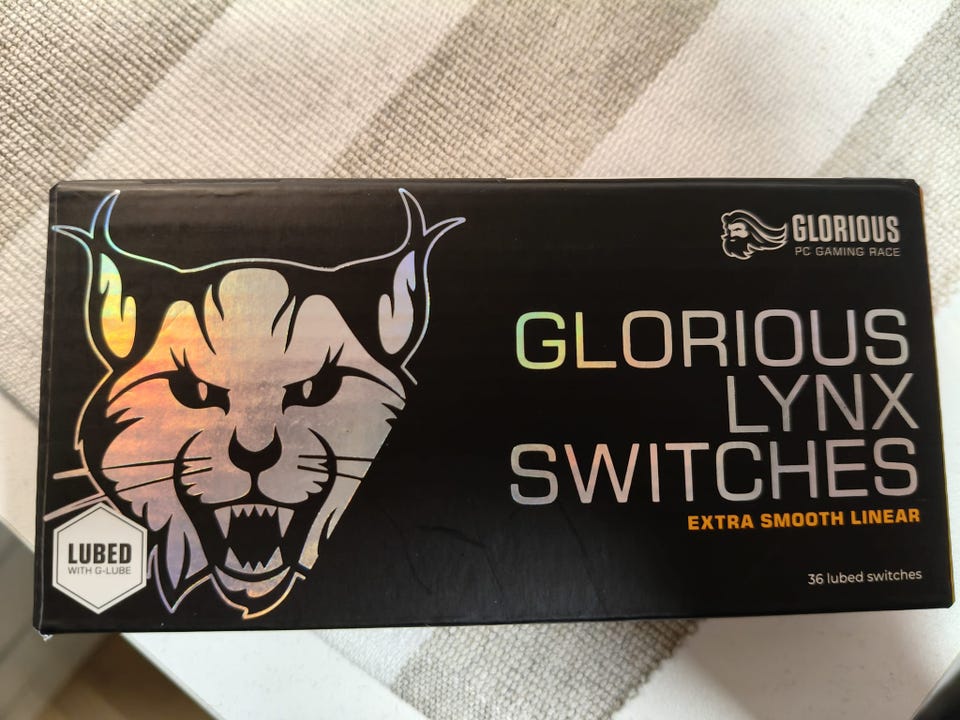 GLORIOUS
PC GAMING RACE
GLORIOUS
LYNX
SWITCHES
EXTRA SMOOTH LINEAR
LUBED
WITH G-LUBE
36 lubed switches